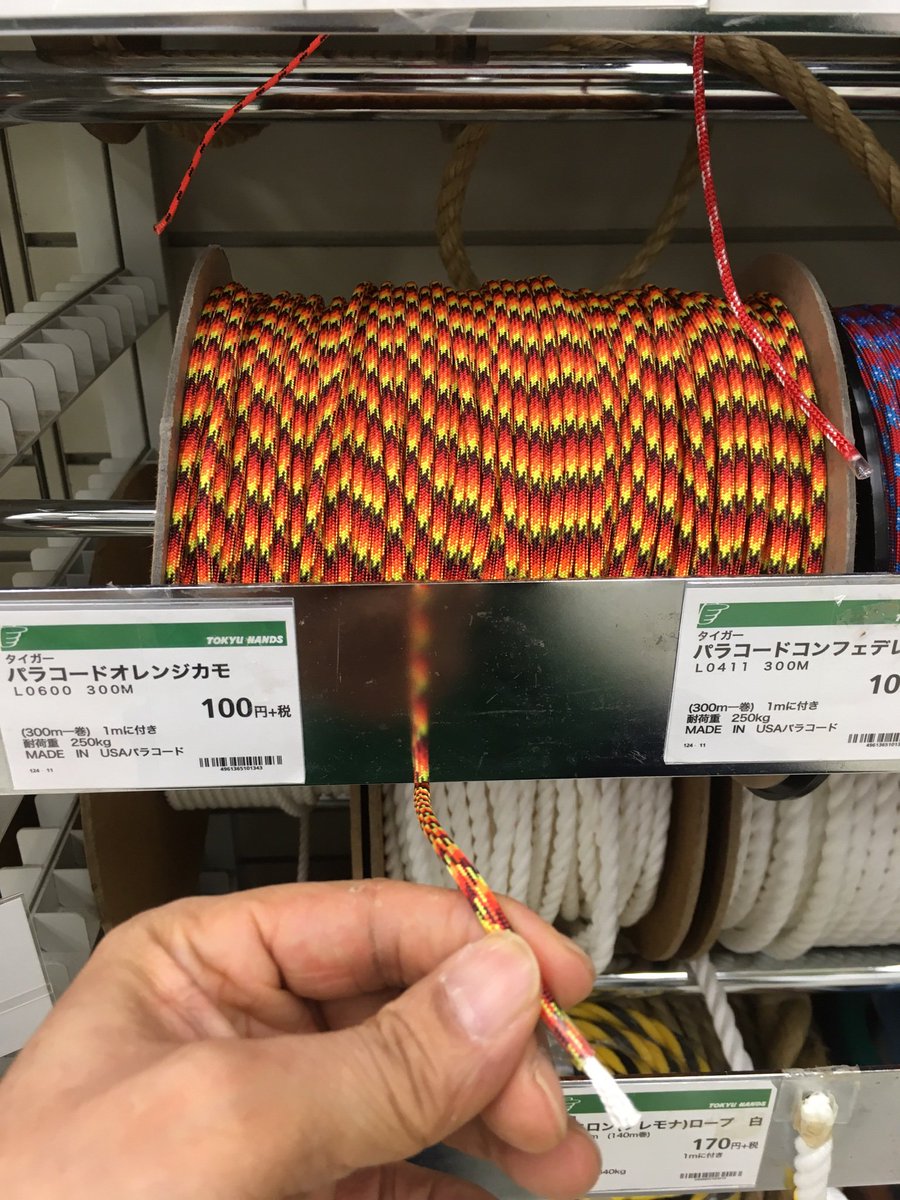 TOKYU HANDS
タイガー
パラコードオレンジカモ
L0600 300M
100円+税
(300m一巻) 1mに付き
耐荷重 250kg
MADE IN USAパラコード
124 11
4961365101343
TOKYU HANDS
タイガー
パラコードコンフェデレ
L0411 300M
10
(300m一巻) 1mに付き
耐荷重 250kg
MADE IN USAパラコード
124 11
TOKYU HANDS
レモナ)ロープ 白
(140m巻)
170円+税
1mに付き
640kg